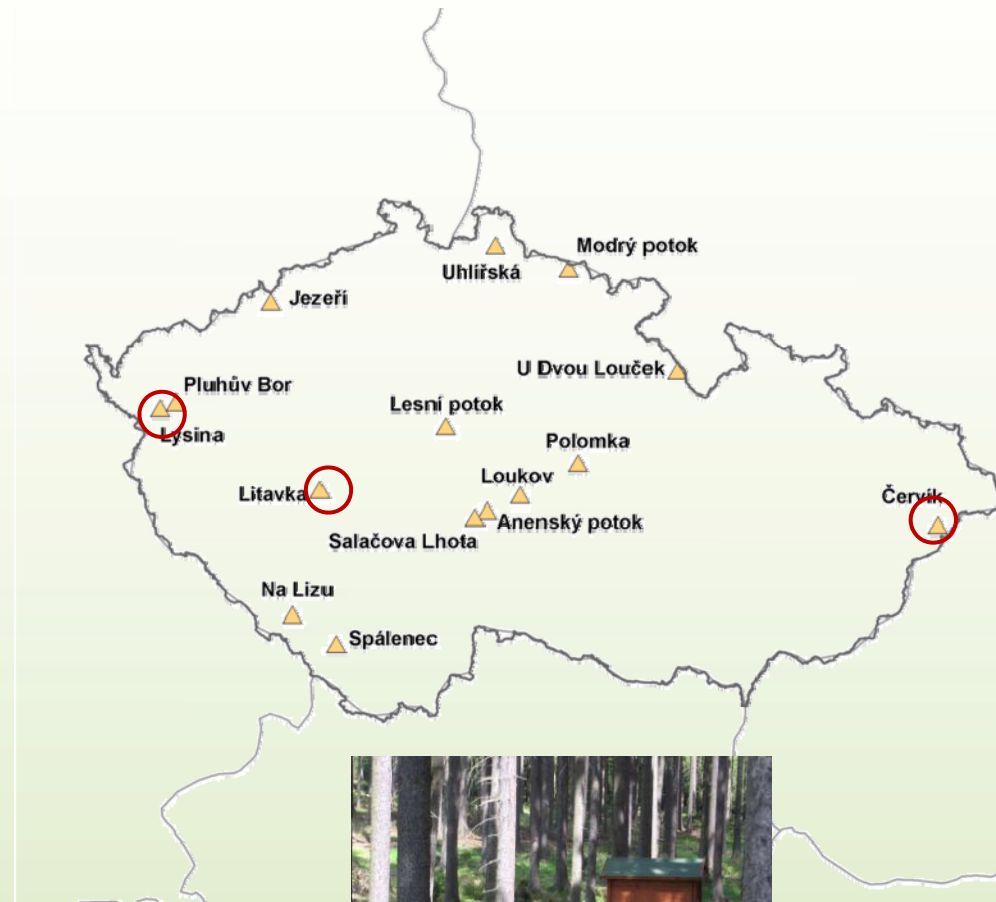 Modrý potok
Uhlířská
Jezeří
U Dvou Louček
Pluhův Bor
Lesní potok
Lysina
Polomka
Loukov
Litavka
Červík
Anenský potok
Salačova Lhota
Na Lizu
Spálenec